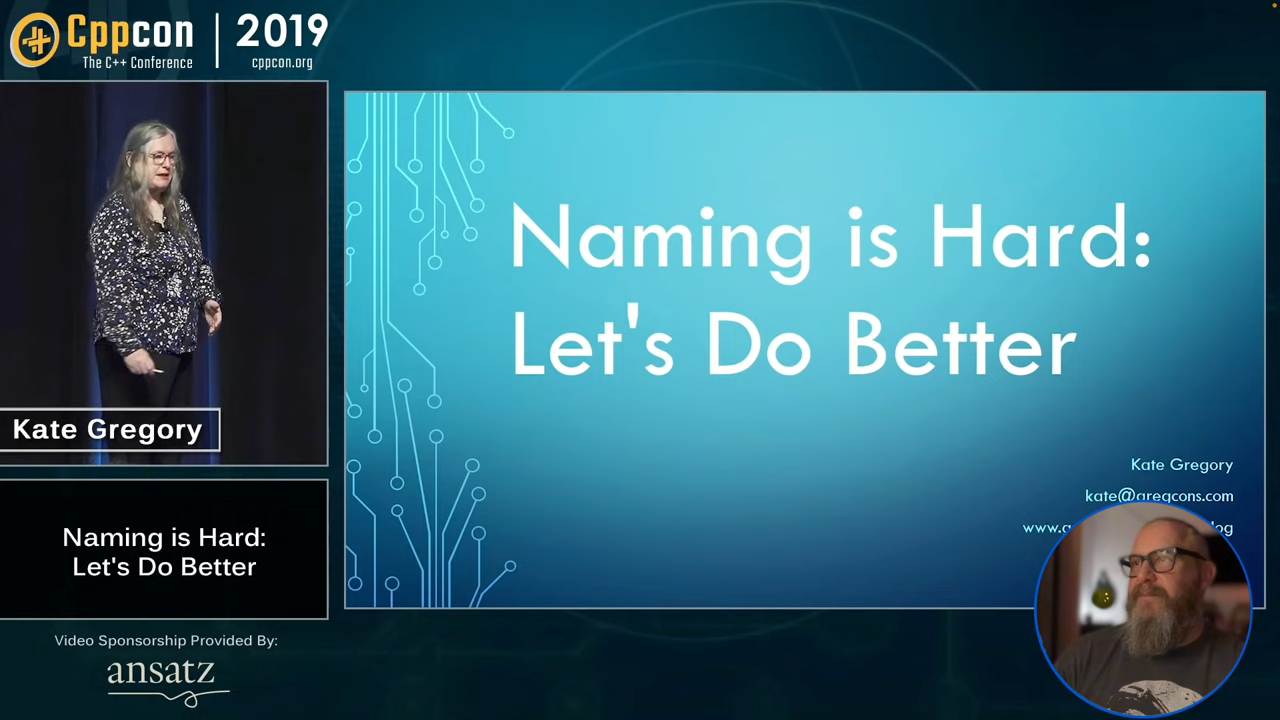 Cppcon | 2019
The C++ Conference
cppcon.org
Kate Gregory
Naming is Hard:
Let's Do Better
Video Sponsorship Provided By:
ansatz
Naming is Hard:
Let's Do Better
Kate Gregory
kate@gregcons.com